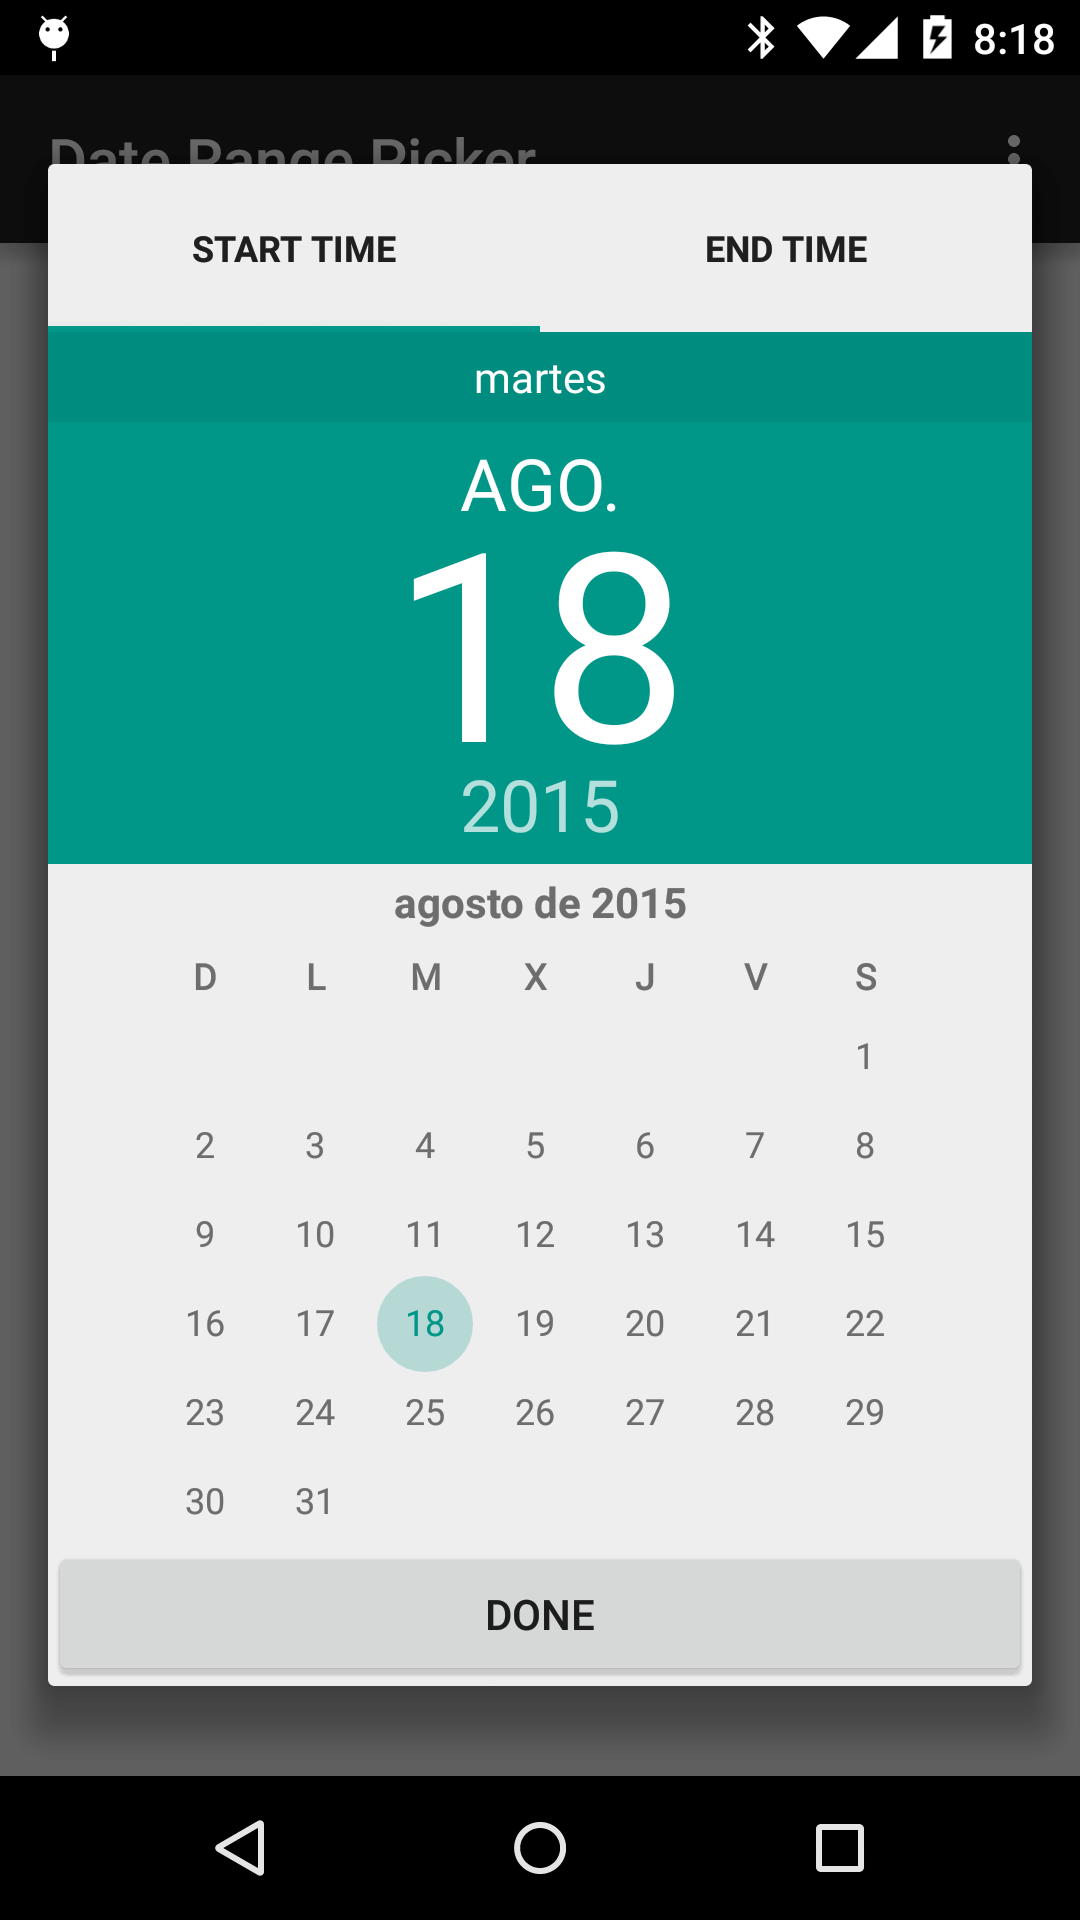 8:18
Date Range Picker
START TIME END TIME
martes
AGO.
18
2015
agosto de 2015
D L M X J V S
1
2 3 4 5 6 7 8
9 10 11 12 13 14 15
16 17 18 19 20 21 22
23 24 25 26 27 28 29
30 31
DONE